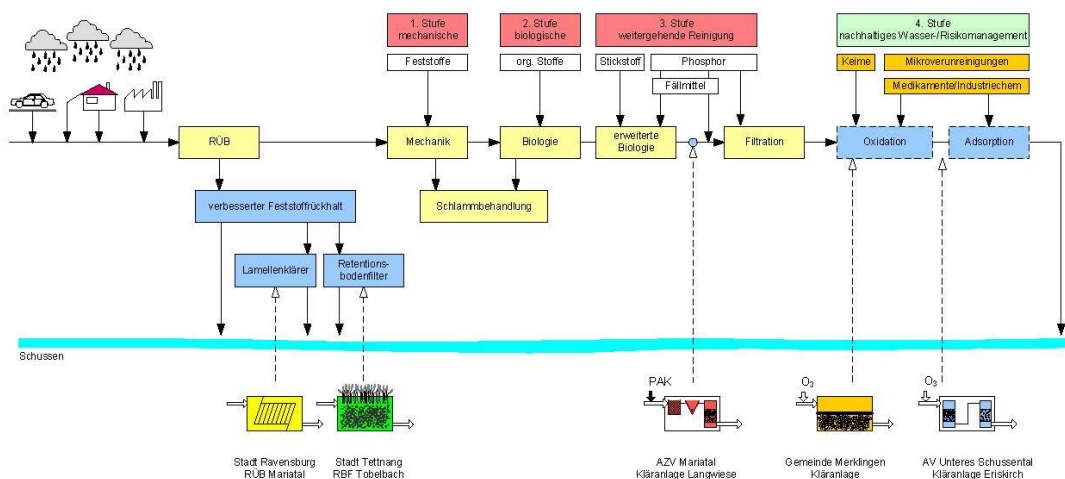 1. Stufe
mechanische
2. Stufe
biologische
3. Stufe
weitergehende Reinigung
4. Stufe
nachhaltiges Wasser-/Risikomanagement
Feststoffe
org. Stoffe
Stickstoff
Phosphor
Keime
Mikroverunreinigungen
Fällmittel
Medikamente/Industriechem
RÜB
Mechanik
Biologie
erweiterte
Biologie
Filtration
Oxidation
Adsorption
verbesserter Feststoffrückhalt
Schlammbehandlung
Lamellenklärer
Retentions-
bodenfilter
Schussen
PAK
O3
O3
Stadt Ravensburg
RÜB Mariatal
Stadt Tettnang
RBF Tobelbach
AZV Mariatal
Kläranlage Langwiese
Gemeinde Merklingen
Kläranlage
AV Unteres Schussental
Kläranlage Eriskirch